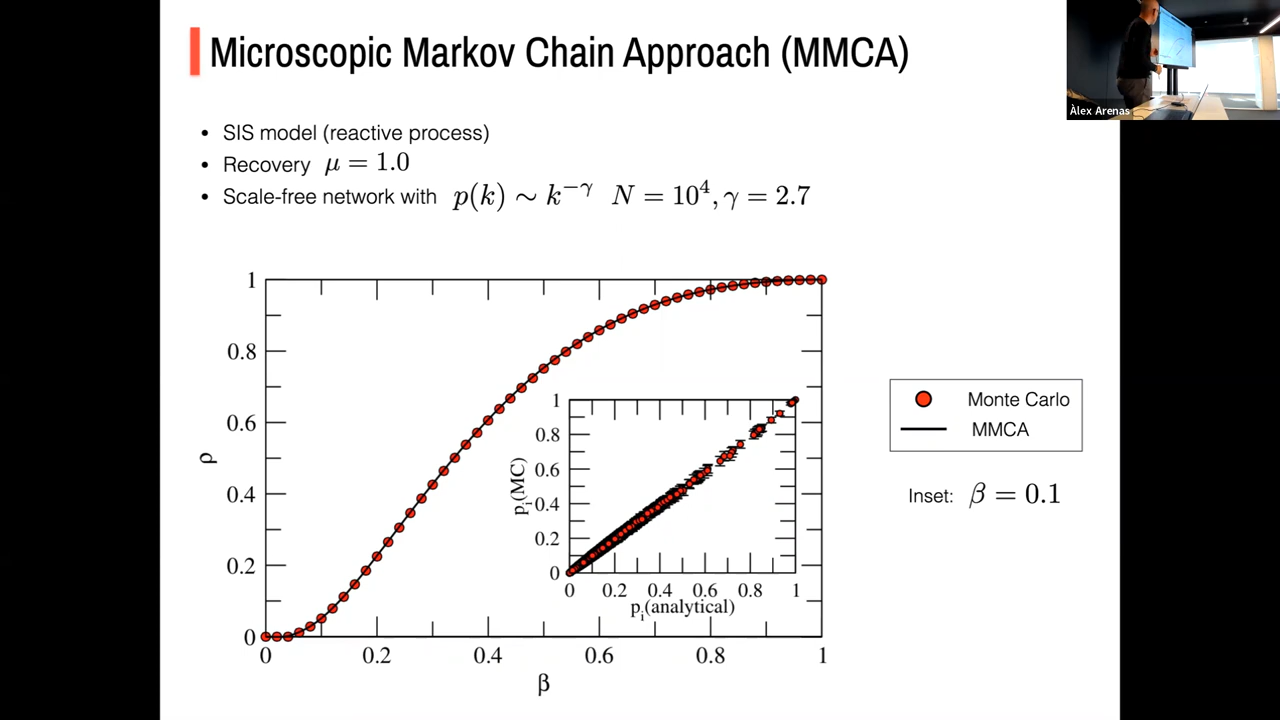 Microscopic Markov Chain Approach (MMCA)
Àlex Arenas
• SIS model (reactive process)
• Recovery μ = 1.0
• Scale-free network with p(k) ∼ k^{−γ} N = 10^4, γ = 2.7
1
0.8
0.6
0.4
0.2
0
ρ
0 0.2 0.4 0.6 0.8 1
β
1
0.8
0.6
0.4
0.2
0
p_i(MC)
0 0.2 0.4 0.6 0.8 1
p_i(analytical)
Monte Carlo
MMCA
Inset: β = 0.1